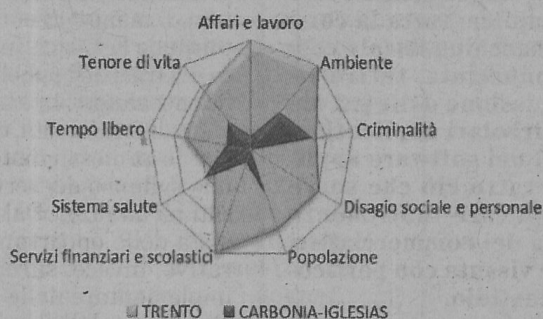 Affari e lavoro
Tenore di vita
Ambiente
Tempo libero
Criminalità
Sistema salute
Disagio sociale e personale
Servizi finanziari e scolastici
Popolazione
TRENTO
CARBONIA-IGLESIAS